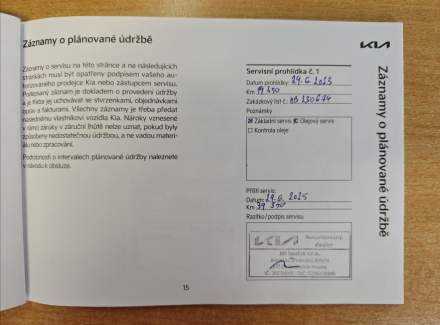 Záznamy o plánované údržbě
Záznamy o servisu na této stránce a na následujících
stránkách musí být opatřeny podpisem vašeho au-
torizovaného prodejce Kia nebo zástupcem servisu.
Podepsaný záznam je dokladem o provedení údržby
a je třeba jej uchovávat se stvrzenkami, objednávkami
oprav a fakturami. Všechny záznamy je třeba předat
následnému vlastníkovi vozidla Kia. Nároky vznesené
v rámci záruky v záruční lhůtě nelze uznat, pokud byly
způsobeny nedostatečnou údržbou, a ne vadou materi-
álu nebo zpracování.
Podrobnosti o intervalech plánované údržby naleznete
v návodu k obsluze.
15
KIA
Servisní prohlídka č. 1
Datum prohlídky: 29.6.2023
Km
Zakázkový list č.:
Poznámky
Základní servis Olejový servis
Kontrola oleje
Příští servis:
Datum: 29.6.2025
Km
Razítko/podpis servisu
KIA
Záznamy o plánované údržbě